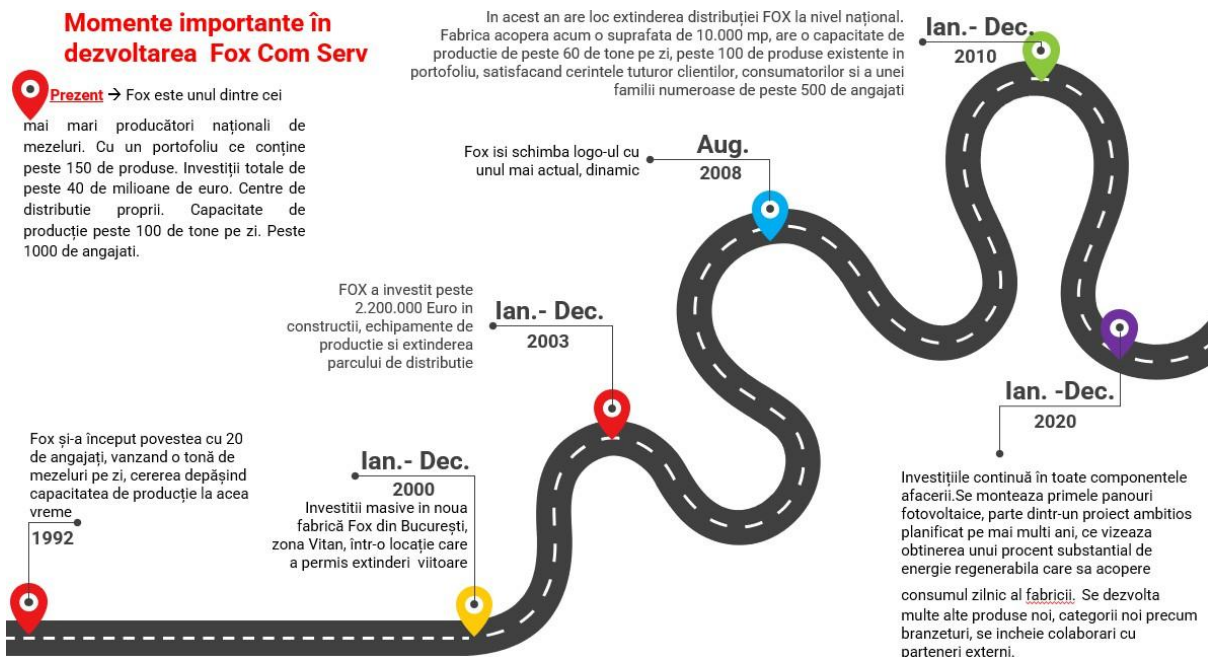 Momente importante în
dezvoltarea Fox Com Serv
Prezent → Fox este unul dintre cei
mai mari producători naționali de
mezeluri. Cu un portofoliu ce conține
peste 150 de produse. Investiții totale de
peste 40 de milioane de euro. Centre de
distributie proprii. Capacitate de
producție peste 100 de tone pe zi. Peste
1000 de angajati.
In acest an are loc extinderea distribuției FOX la nivel național.
Fabrica acopera acum o suprafata de 10.000 mp, are o capacitate de
productie de peste 60 de tone pe zi, peste 100 de produse existente in
portofoliu, satisfacand cerintele tuturor clientilor, consumatorilor si a unei
familii numeroase de peste 500 de angajati
Ian.- Dec.
2010
Fox isi schimba logo-ul cu
unul mai actual, dinamic
Aug.
2008
FOX a investit peste
2.200.000 Euro in
constructii, echipamente de
productie si extinderea
parcului de distributie
Ian.- Dec.
2003
Fox și-a început povestea cu 20
de angajați, vanzand o tonă de
mezeluri pe zi, cererea depășind
capacitatea de producție la acea
vreme
1992
Ian.- Dec.
2000
Investitii masive in noua
fabrică Fox din București,
zona Vitan, într-o locație care
a permis extinderi viitoare
Ian. -Dec.
2020
Investițiile continuă în toate componentele
afacerii.Se monteaza primele panouri
fotovoltaice, parte dintr-un proiect ambitios
planificat pe mai multi ani, ce vizeaza
obtinerea unui procent substantial de
energie regenerabila care sa acopere
consumul zilnic al fabricii. Se dezvolta
multe alte produse noi, categorii noi precum
branzeturi, se incheie colaborari cu
parteneri externi.